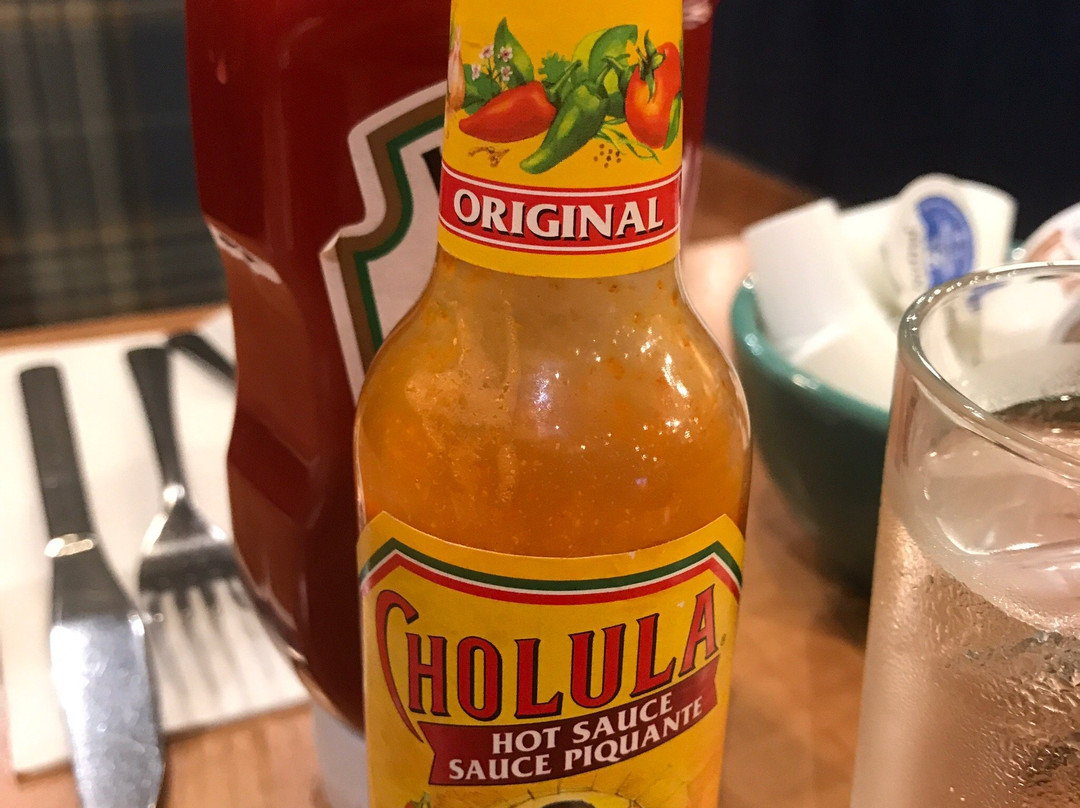 ORIGINAL
CHOLULA®
HOT SAUCE
SAUCE PIQUANTE